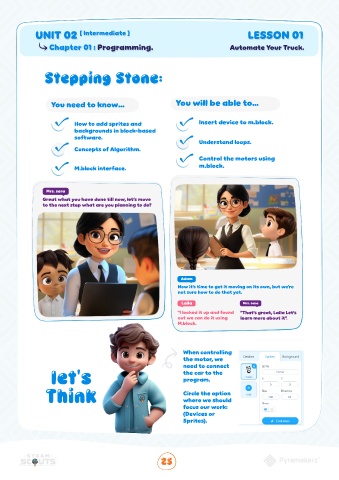 UNIT 02 [ Intermediate ]
LESSON 01
Chapter 01 : Programming.
Automate Your Truck.
Stepping Stone:
You need to know...
How to add sprites and
backgrounds in block-based
software.
Concepts of Algorithm.
M.block interface.
You will be able to...
Insert device to m.block.
Understand loops.
Control the motors using
m.block.
Mrs. Sara
Great what you have done till now, let's move
to the next step what are you planning to do?
Adam
Now it's time to get it moving on its own, but we're
not sure how to do that yet.
Laila
"I looked it up and found
out we can do it using
M.block.
Mrs. Sara
"That's great, Laila Let's
learn more about it".
let's
Think
When controlling
the motor, we
need to connect
the car to the
program.
Circle the option
where we should
focus our work:
(Devices or
Sprites).
Devices
Sprites
Background
STEAM
SCOUTS
25
Pyramakerz